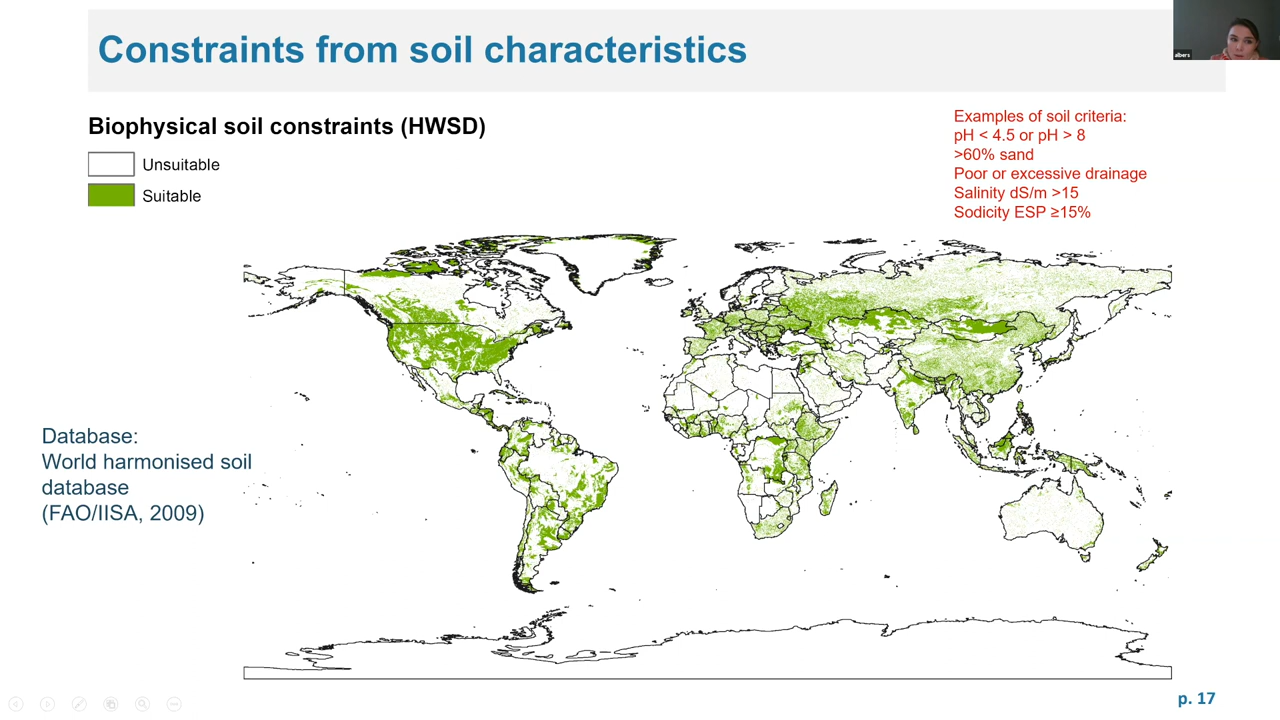 Constraints from soil characteristics
albers
Biophysical soil constraints (HWSD)
Unsuitable
Suitable
Examples of soil criteria:
pH < 4.5 or pH > 8
>60% sand
Poor or excessive drainage
Salinity dS/m >15
Sodicity ESP ≥15%
Database:
World harmonised soil
database
(FAO/IISA, 2009)
p. 17